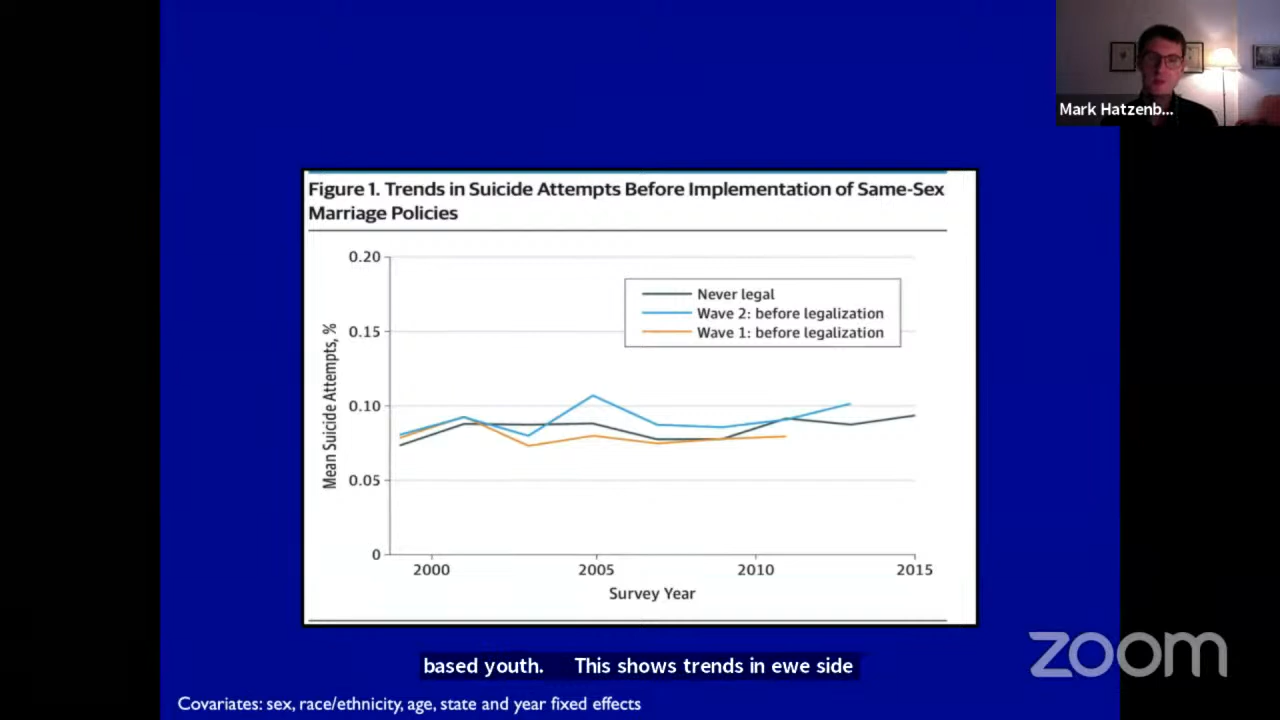 Mark Hatzenb...
Figure 1. Trends in Suicide Attempts Before Implementation of Same-Sex
Marriage Policies
0.20
0.15
0.10
0.05
0
Mean Suicide Attempts, %
Never legal
Wave 2: before legalization
Wave 1: before legalization
2000
2005
2010
2015
Survey Year
based youth. This shows trends in ewe side
zoom
Covariates: sex, race/ethnicity, age, state and year fixed effects